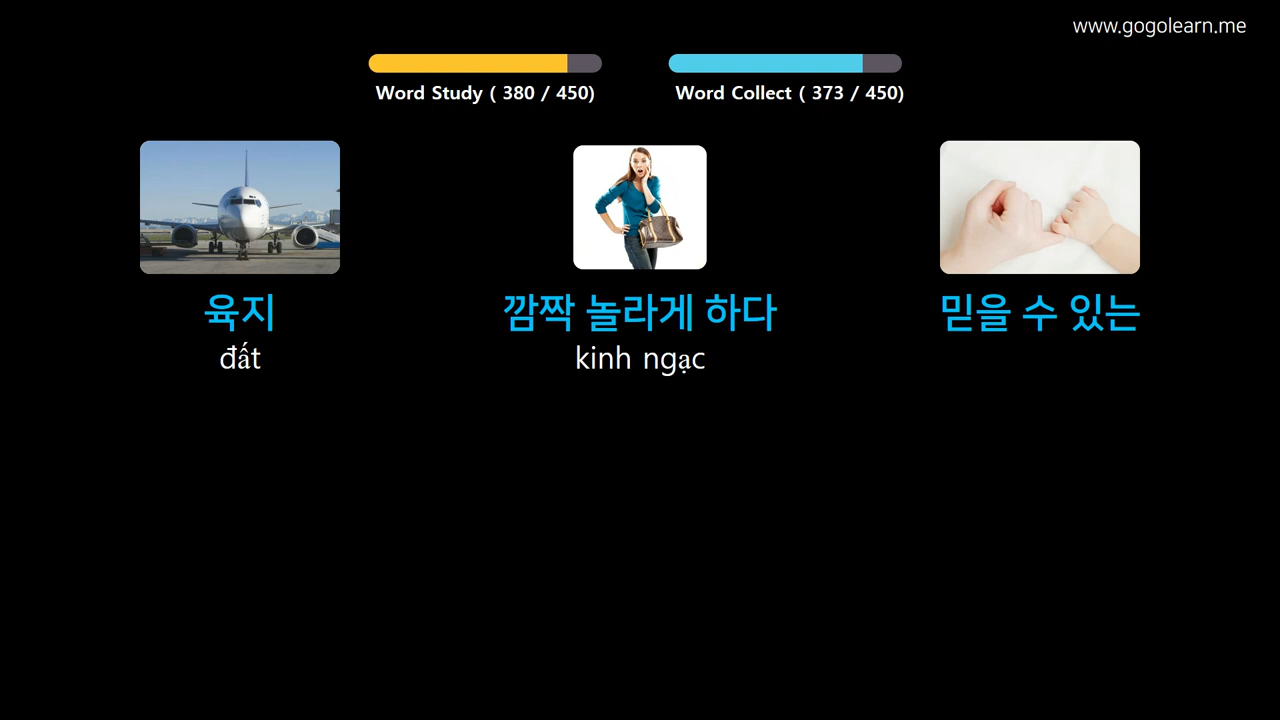 www.gogolearn.me
Word Study ( 380 / 450)
Word Collect ( 373 / 450)
육지
깜짝 놀라게 하다
믿을 수 있는
đất
kinh ngạc